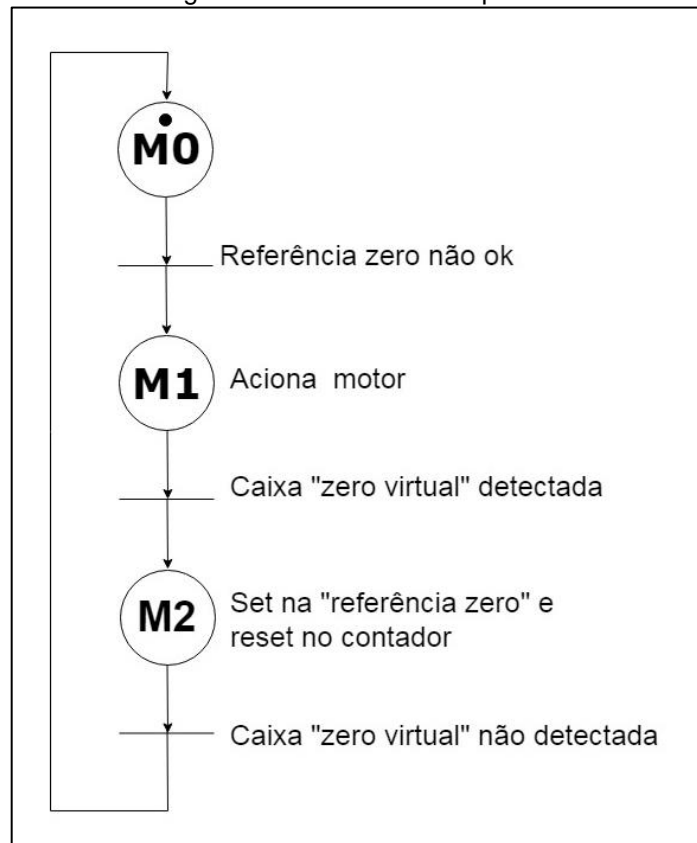 M0
Referência zero não ok
M1
Aciona motor
Caixa "zero virtual" detectada
M2
Set na "referência zero" e
reset no contador
Caixa "zero virtual" não detectada